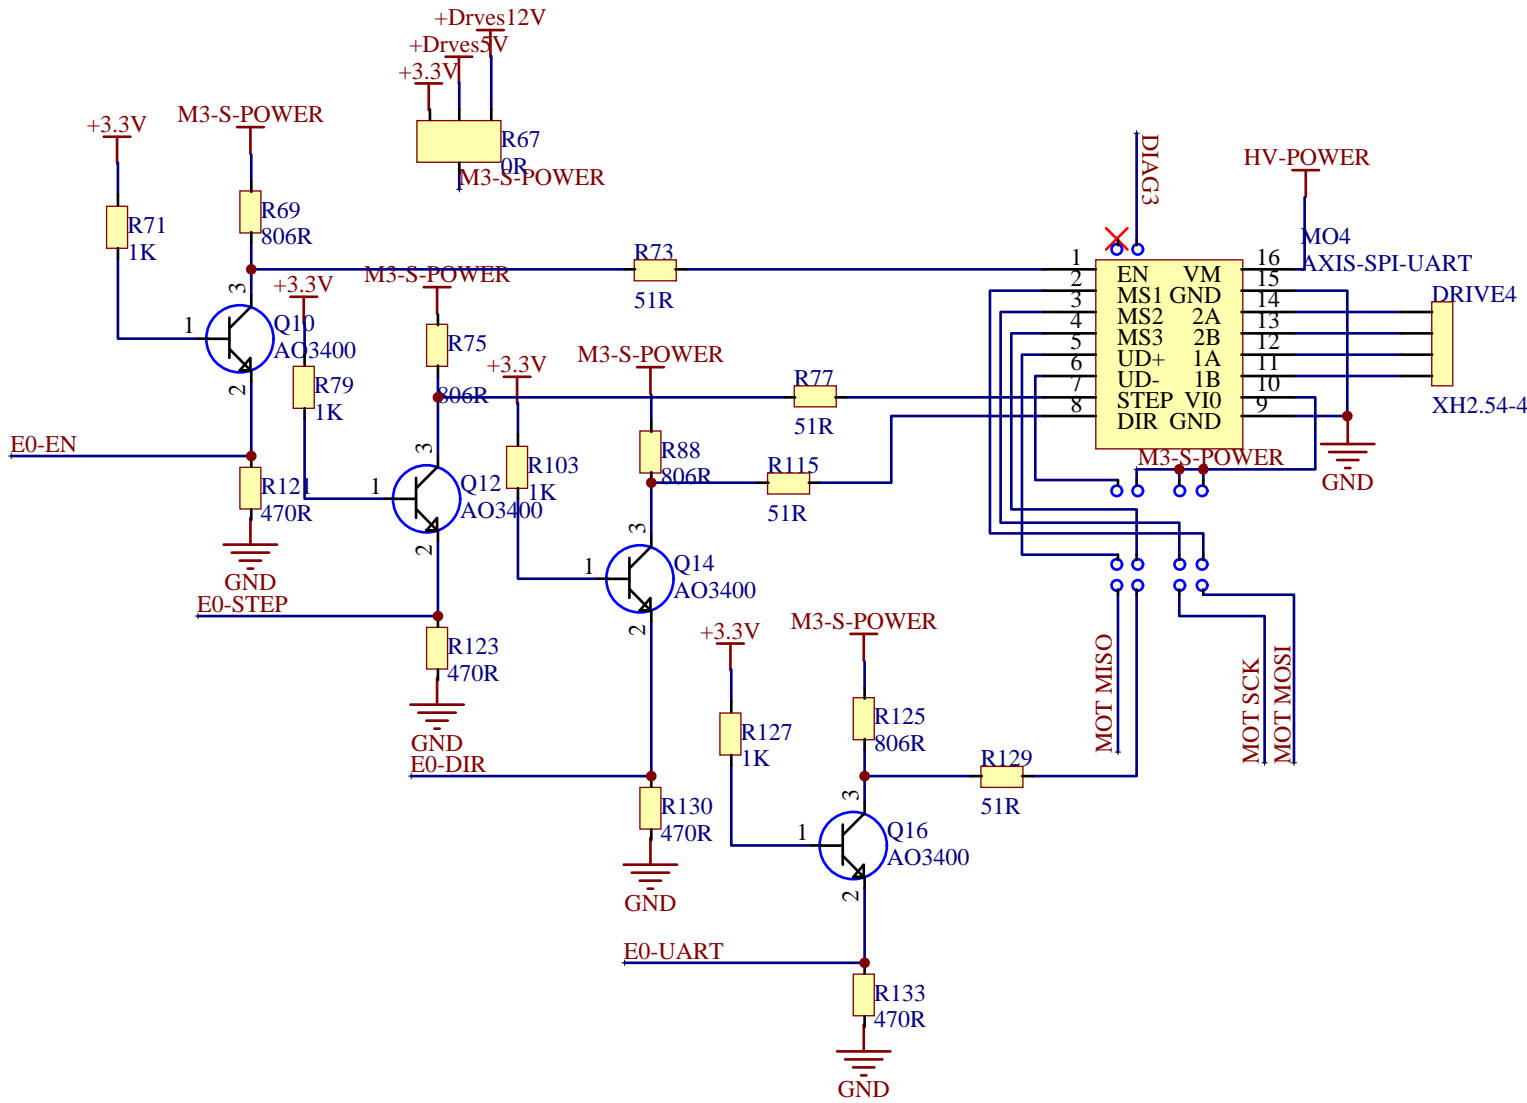 +Drves12V
+Drves5V
+3.3V
R67
0R
M3-S-POWER
+3.3V
M3-S-POWER
R71
1K
R69
806R
3
1
Q10
AO3400
2
E0-EN
R121
470R
GND
+3.3V
M3-S-POWER
R79
1K
R75
806R
3
1
Q12
AO3400
2
E0-STEP
R123
470R
GND
+3.3V
M3-S-POWER
R103
1K
R88
806R
3
1
Q14
AO3400
2
E0-DIR
R130
470R
GND
+3.3V
M3-S-POWER
R127
1K
R125
806R
3
1
Q16
AO3400
2
E0-UART
R133
470R
GND
R73
51R
R77
51R
R115
51R
R129
51R
DIAG3
HV-POWER
MO4
AXIS-SPI-UART
1 EN VM 16
2 MS1 GND 15
3 MS2 2A 14
4 MS3 2B 13
5 UD+ 1A 12
6 UD- 1B 11
7 STEP VI0 10
8 DIR GND 9
DRIVE4
XH2.54-4
M3-S-POWER
GND
MOT MISO
MOT SCK
MOT MOSI